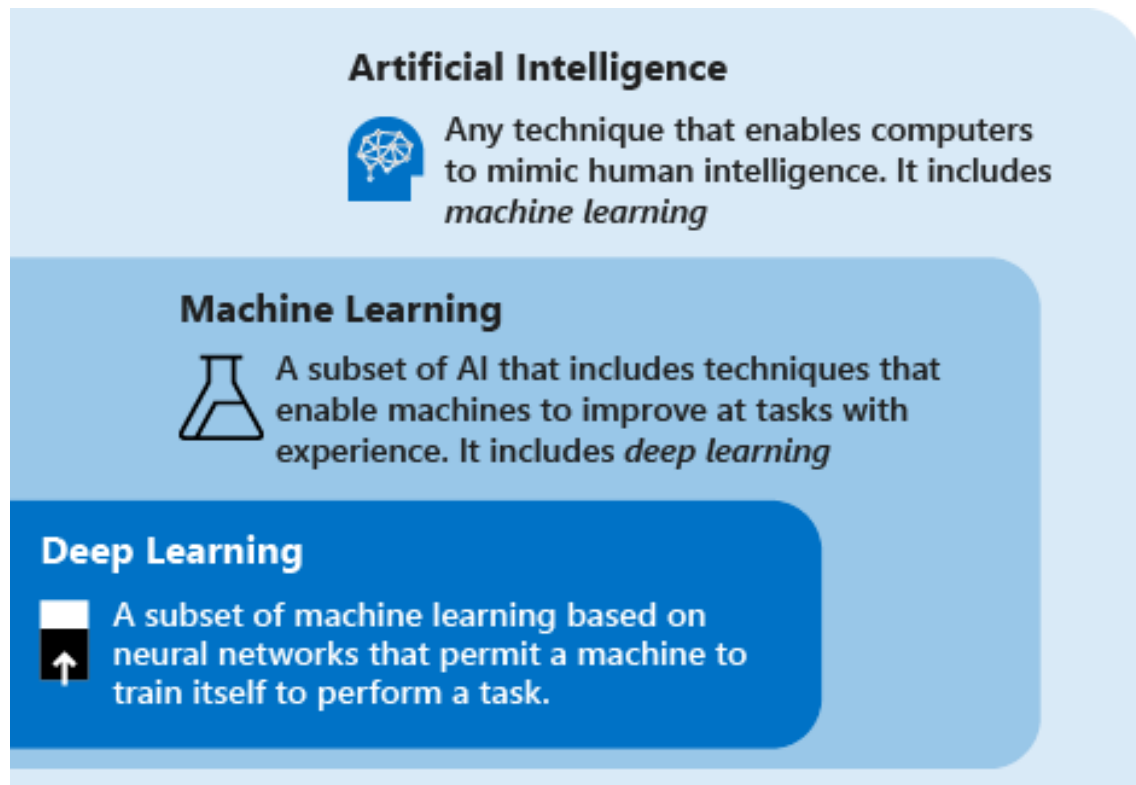 Artificial Intelligence
Any technique that enables computers
to mimic human intelligence. It includes
machine learning
Machine Learning
A subset of AI that includes techniques that
enable machines to improve at tasks with
experience. It includes deep learning
Deep Learning
A subset of machine learning based on
neural networks that permit a machine to
train itself to perform a task.